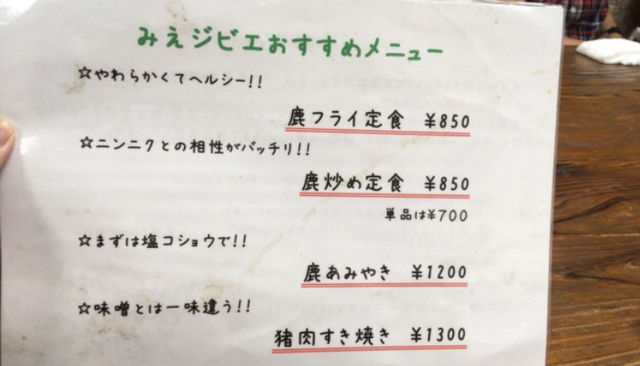 みえジビエおすすめメニュー
☆やわらかくてヘルシー!!
鹿フライ定食 ¥850
☆ニンニクとの相性がバッチリ!!
鹿炒め定食 ¥850
単品は¥700
☆まずは塩コショウで!!
鹿あみやき ¥1200
☆味噌とは一味違う!!
猪肉すき焼き ¥1300